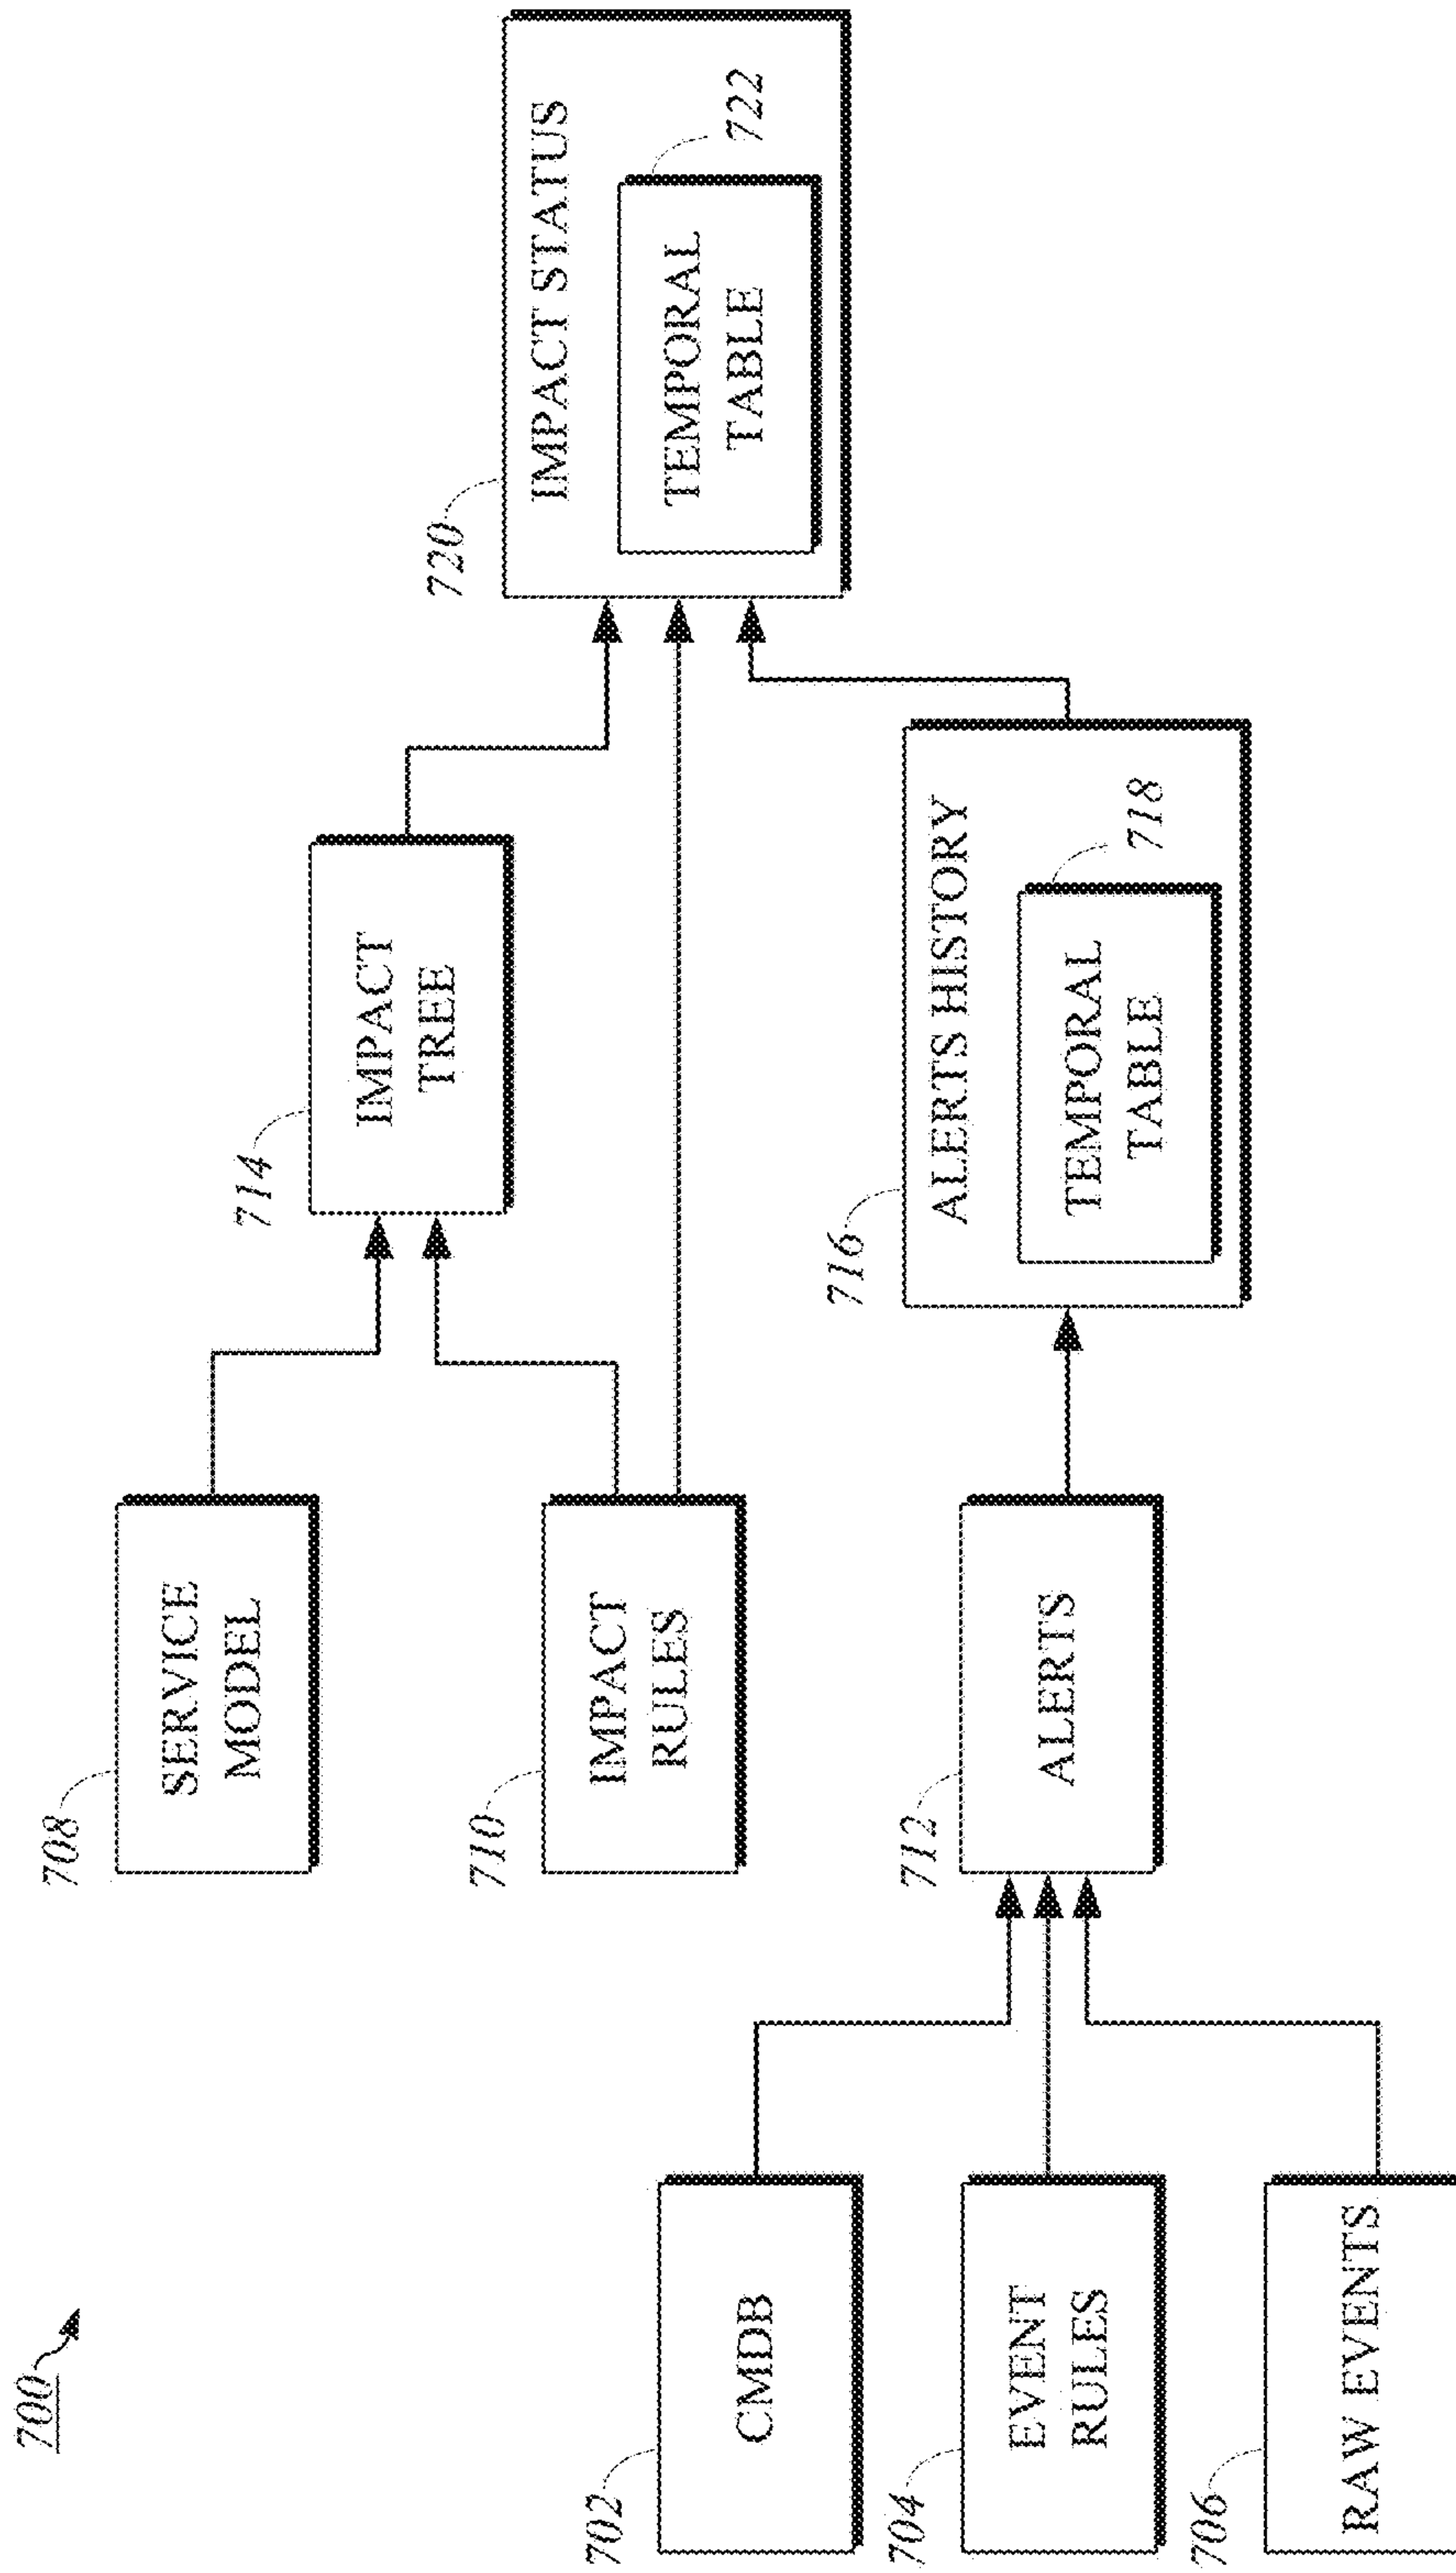 700
708
SERVICE
MODEL
714
IMPACT
TREE
720
IMPACT STATUS
722
TEMPORAL
TABLE
710
IMPACT
RULES
702
CMDB
704
EVENT
RULES
706
RAW EVENTS
712
ALERTS
716
ALERTS HISTORY
718
TEMPORAL
TABLE